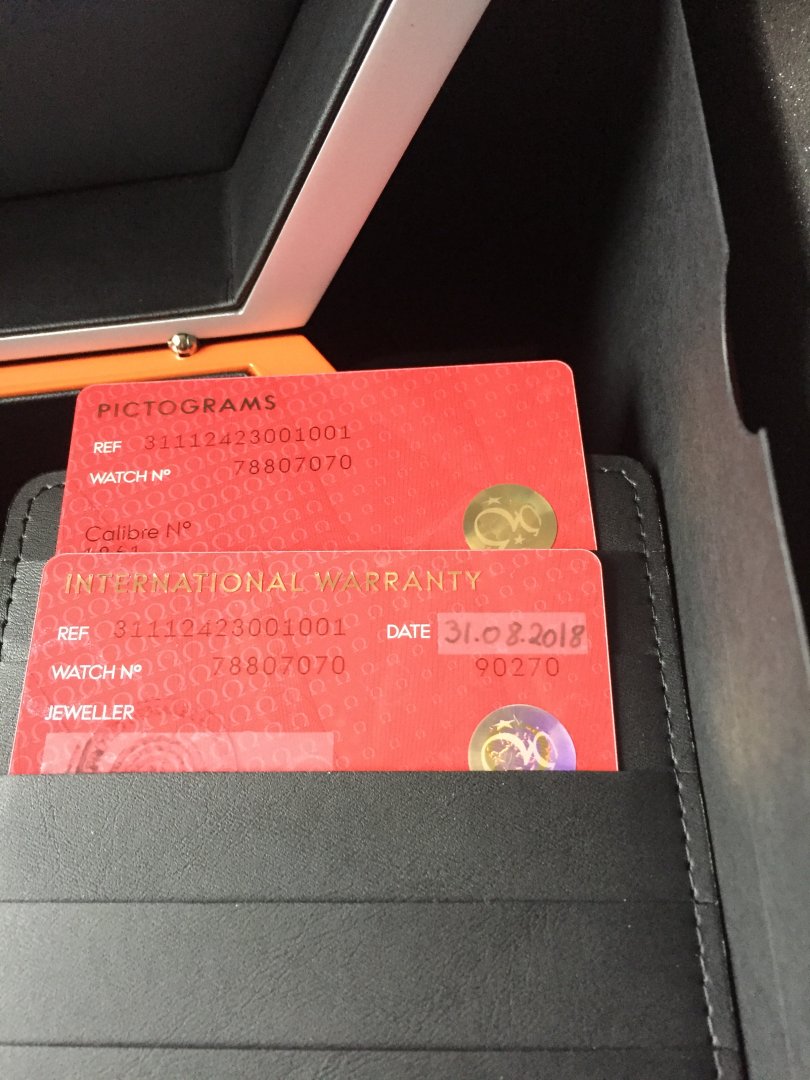 PICTOGRAMS
REF 31112423001001
WATCH Nº 78807070
Calibre Nº
1861
INTERNATIONAL WARRANTY
REF 31112423001001 DATE 31.08.2018
WATCH Nº 78807070 90270
JEWELLER